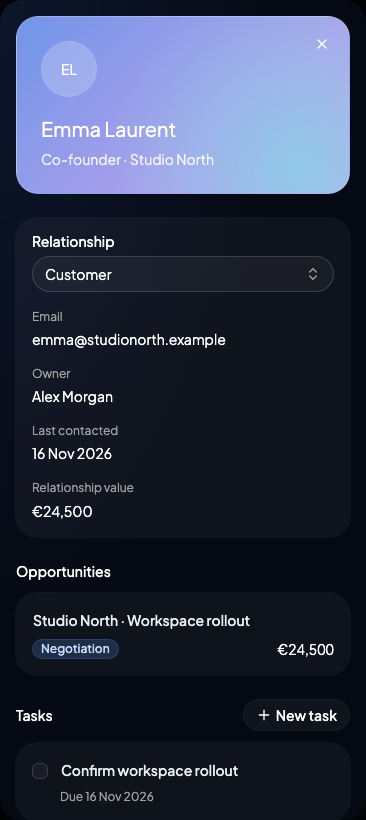 EL
Emma Laurent
Co-founder · Studio North
Relationship
Customer
Email
emma@studionorth.example
Owner
Alex Morgan
Last contacted
16 Nov 2026
Relationship value
€24,500
Opportunities
Studio North · Workspace rollout
Negotiation €24,500
Tasks + New task
Confirm workspace rollout
Due 16 Nov 2026